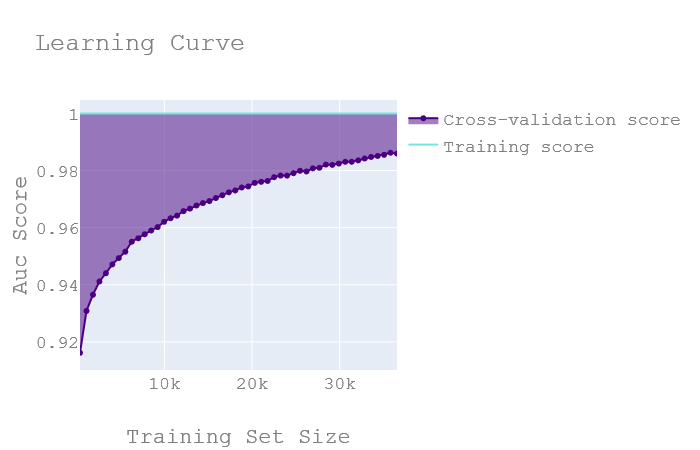 Learning Curve
Cross-validation score
Training score
Auc Score
1
0.98
0.96
0.94
0.92
10k
20k
30k
Training Set Size